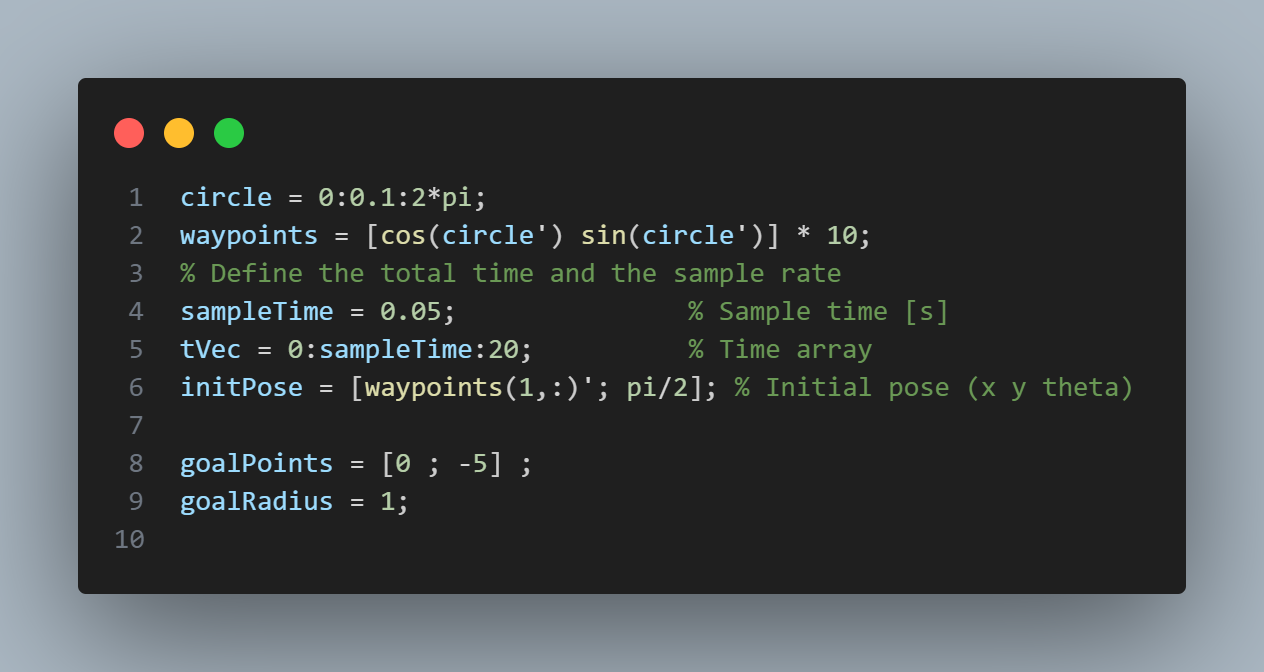 1 circle = 0:0.1:2*pi;
2 waypoints = [cos(circle') sin(circle')] * 10;
3 % Define the total time and the sample rate
4 sampleTime = 0.05;               % Sample time [s]
5 tVec = 0:sampleTime:20;          % Time array
6 initPose = [waypoints(1,:)'; pi/2]; % Initial pose (x y theta)
7
8 goalPoints = [0 ; -5] ;
9 goalRadius = 1;
10